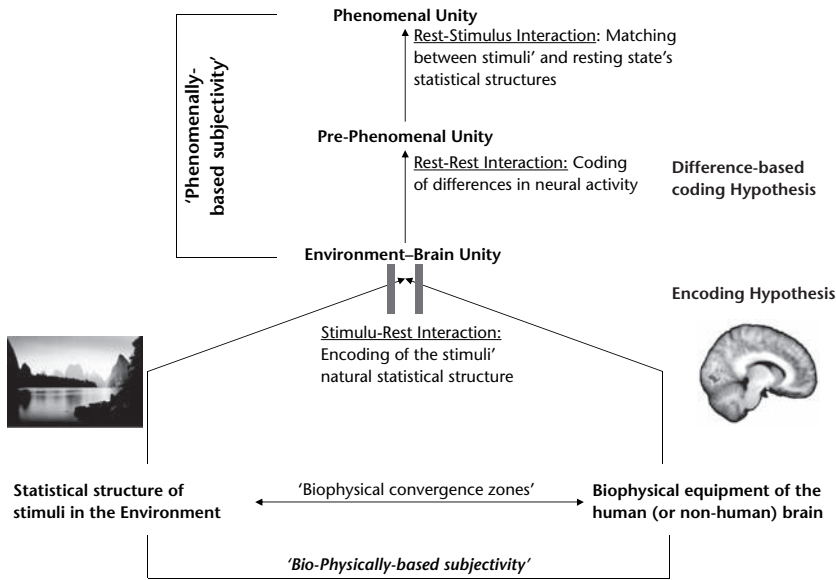 Phenomenal Unity
Rest-Stimulus Interaction: Matching
between stimuli’ and resting state’s
statistical structures
‘Phenomenally-
based subjectivity’
Pre-Phenomenal Unity
Rest-Rest Interaction: Coding
of differences in neural activity
Difference-based
coding Hypothesis
Environment–Brain Unity
Encoding Hypothesis
Stimulu-Rest Interaction:
Encoding of the stimuli’
natural statistical structure
Statistical structure of
stimuli in the Environment
‘Biophysical convergence zones’
Biophysical equipment of the
human (or non-human) brain
‘Bio-Physically-based subjectivity’